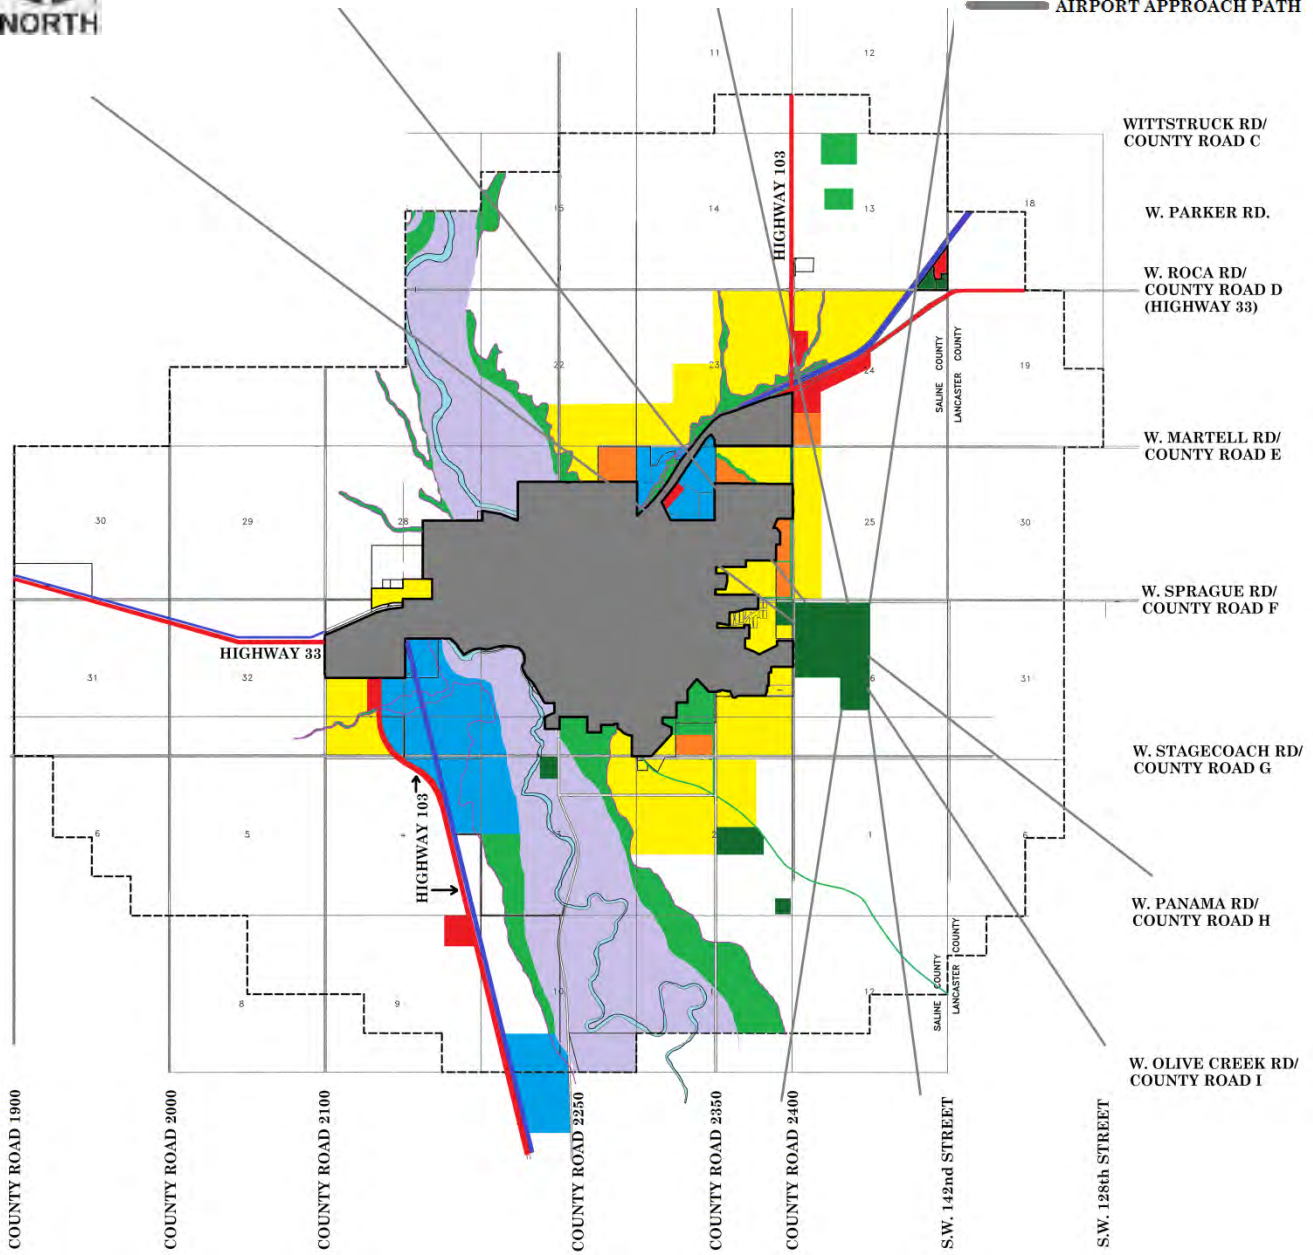 NORTH
AIRPORT APPROACH PATH
11
12
WITTSTRUCK RD/
COUNTY ROAD C
HIGHWAY 103
15
14
13
18
W. PARKER RD.
W. ROCA RD/
COUNTY ROAD D
(HIGHWAY 33)
22
23
24
19
SALINE COUNTY
LANCASTER COUNTY
W. MARTELL RD/
COUNTY ROAD E
30
29
28
25
30
W. SPRAGUE RD/
COUNTY ROAD F
HIGHWAY 33
31
32
6
31
W. STAGECOACH RD/
COUNTY ROAD G
HIGHWAY 103
6
5
4
3
2
1
6
W. PANAMA RD/
COUNTY ROAD H
SALINE COUNTY
LANCASTER COUNTY
8
9
10
12
W. OLIVE CREEK RD/
COUNTY ROAD I
COUNTY ROAD 1900
COUNTY ROAD 2000
COUNTY ROAD 2100
COUNTY ROAD 2250
COUNTY ROAD 2350
COUNTY ROAD 2400
S.W. 142nd STREET
S.W. 128th STREET